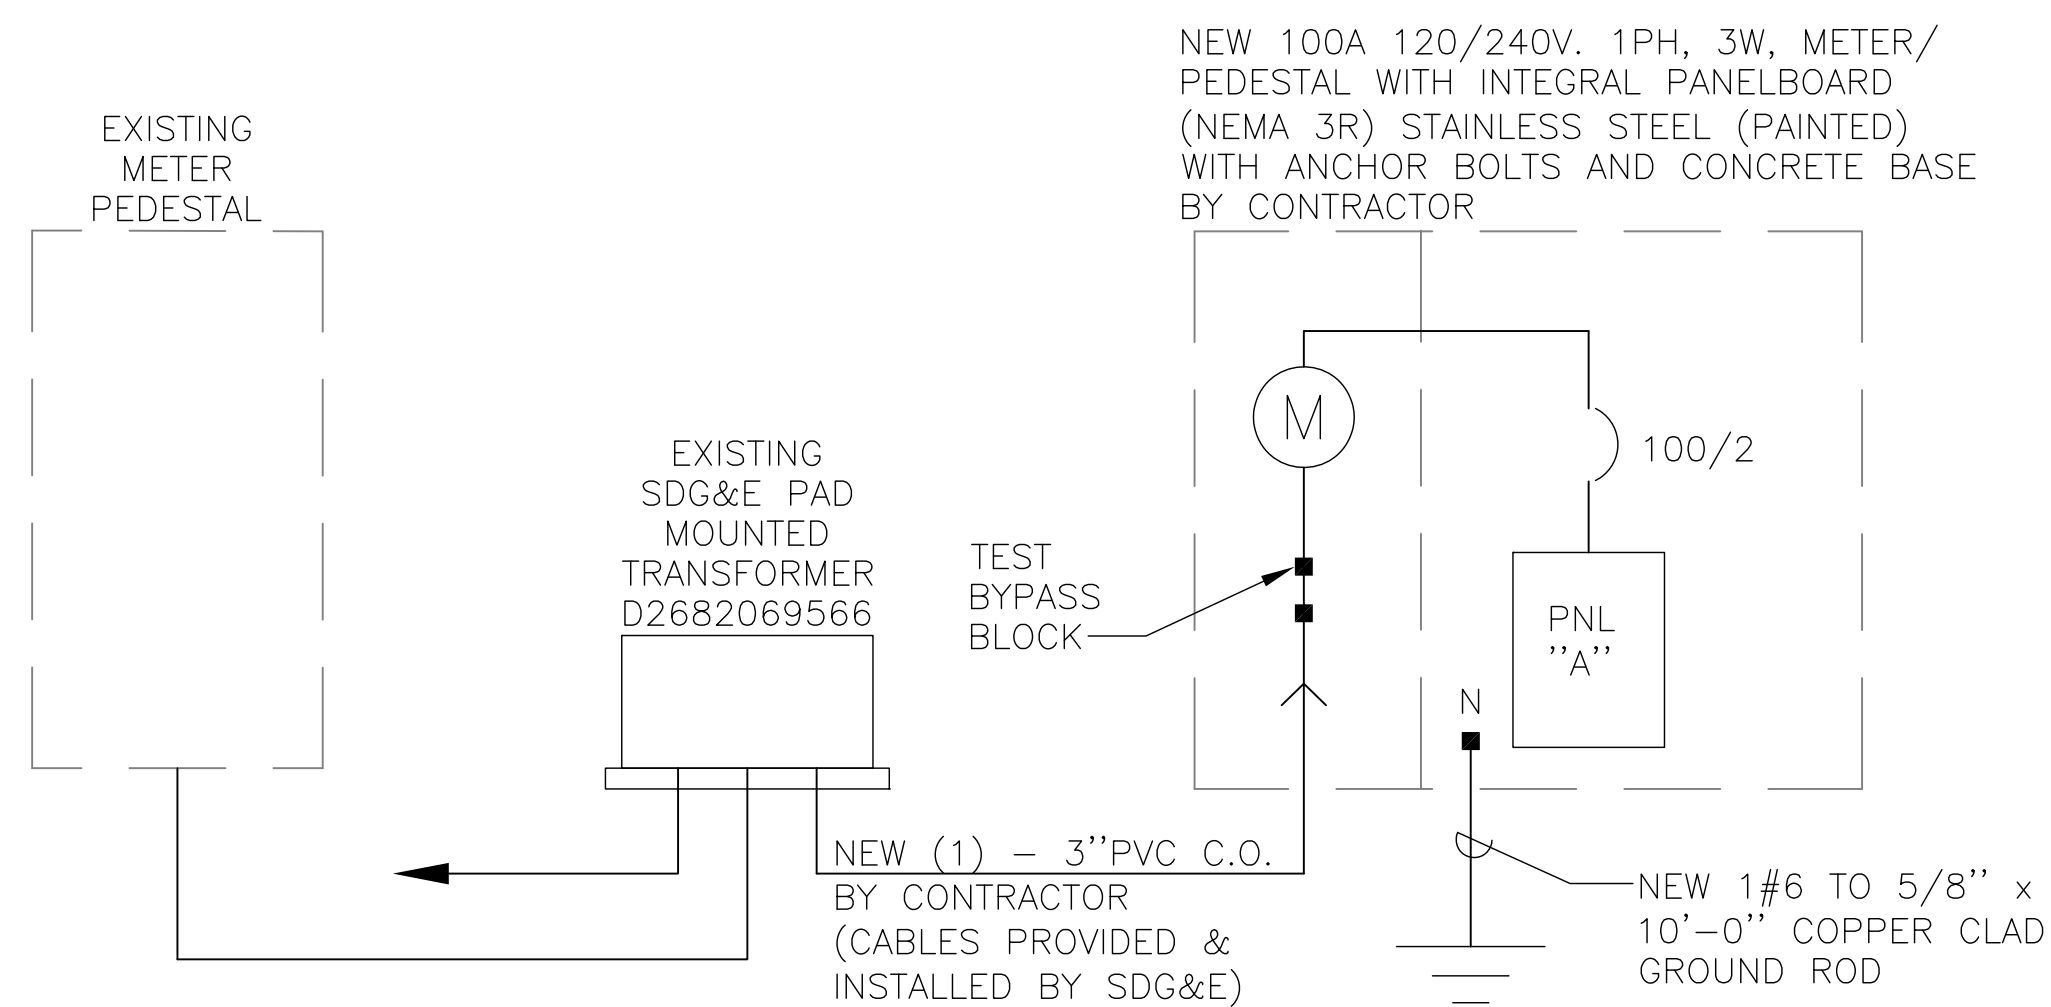 NEW 100A 120/240V. 1PH, 3W, METER/
PEDESTAL WITH INTEGRAL PANELBOARD
(NEMA 3R) STAINLESS STEEL (PAINTED)
WITH ANCHOR BOLTS AND CONCRETE BASE
BY CONTRACTOR
EXISTING
METER
PEDESTAL
M
100/2
EXISTING
SDG&E PAD
MOUNTED
TRANSFORMER
D2682069566
TEST
BYPASS
BLOCK
PNL
''A''
N
NEW (1) – 3''PVC C.O.
BY CONTRACTOR
(CABLES PROVIDED &
INSTALLED BY SDG&E)
NEW 1#6 TO 5/8'' x
10'–0'' COPPER CLAD
GROUND ROD